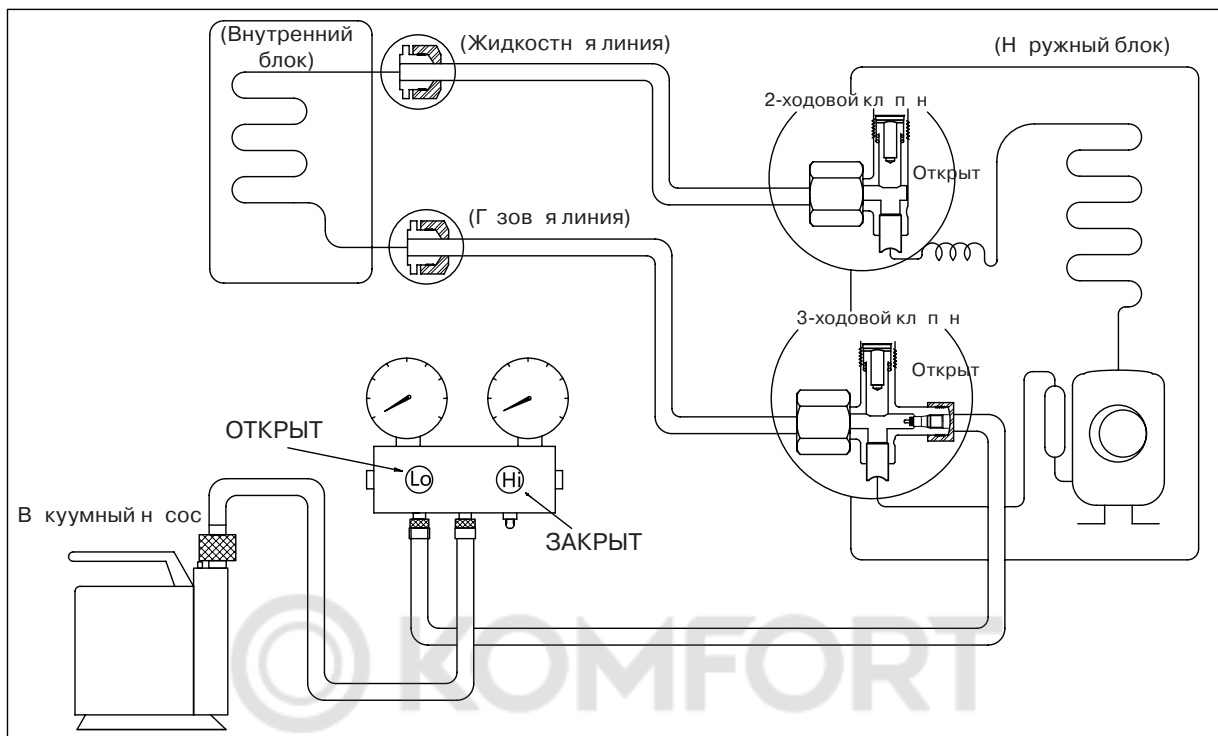 (Внутренний
блок)
(Жидкостн я линия)
(Н ружный блок)
2-ходовой кл п н
Открыт
(Г зов я линия)
3-ходовой кл п н
Открыт
ОТКРЫТ
Lo
Hi
ЗАКРЫТ
В куумный н сос
KOMFORT